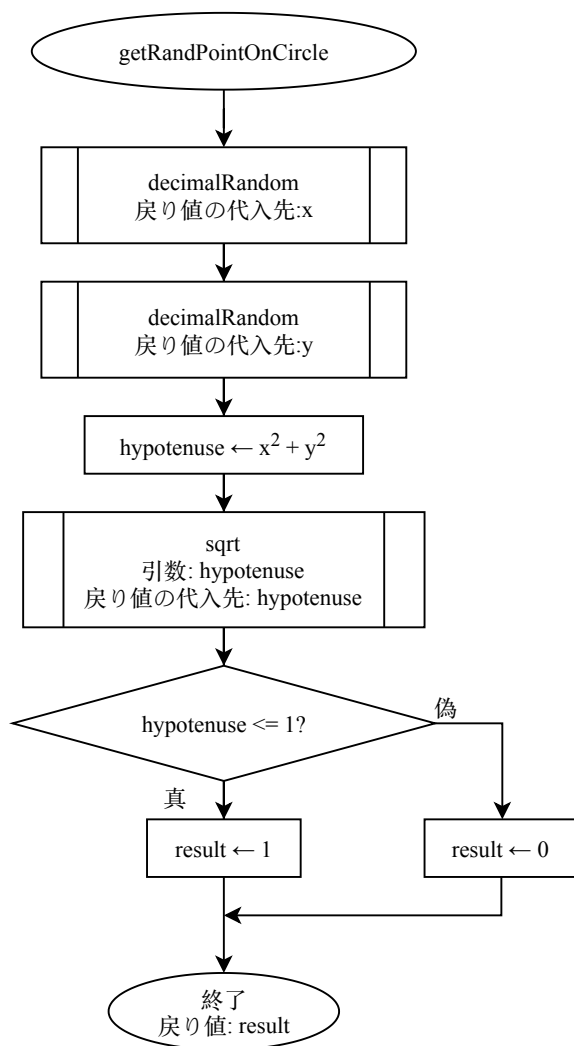 getRandPointOnCircle
decimalRandom
戻り値の代入先:x
decimalRandom
戻り値の代入先:y
hypotenuse ← x² + y²
sqrt
引数: hypotenuse
戻り値の代入先: hypotenuse
hypotenuse <= 1?
偽
真
result ← 1
result ← 0
終了
戻り値: result